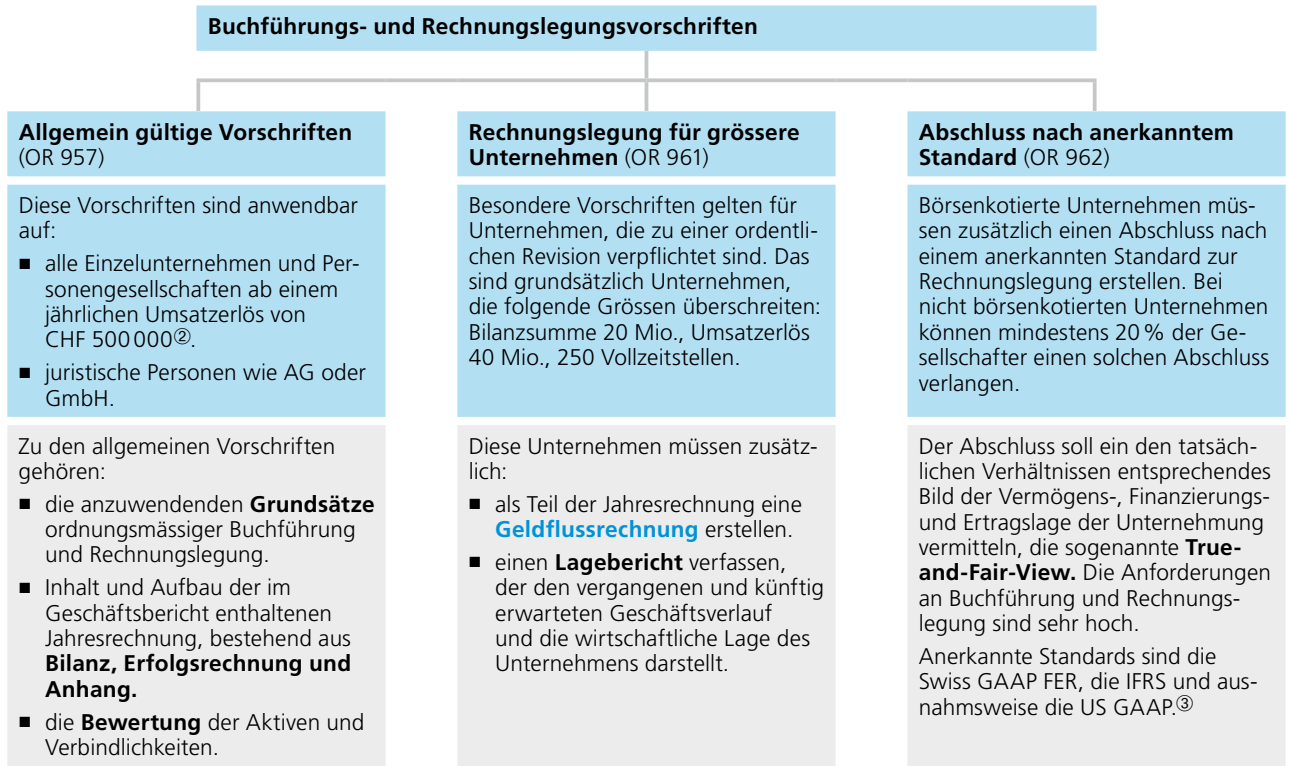 Buchführungs- und Rechnungslegungsvorschriften
Allgemein gültige Vorschriften
(OR 957)
Diese Vorschriften sind anwendbar
auf:
■ alle Einzelunternehmen und Per-
sonengesellschaften ab einem
jährlichen Umsatzerlös von
CHF 500 000②.
■ juristische Personen wie AG oder
GmbH.
Zu den allgemeinen Vorschriften
gehören:
■ die anzuwendenden Grundsätze
ordnungsmässiger Buchführung
und Rechnungslegung.
■ Inhalt und Aufbau der im
Geschäftsbericht enthaltenen
Jahresrechnung, bestehend aus
Bilanz, Erfolgsrechnung und
Anhang.
■ die Bewertung der Aktiven und
Verbindlichkeiten.
Rechnungslegung für grössere
Unternehmen (OR 961)
Besondere Vorschriften gelten für
Unternehmen, die zu einer ordentli-
chen Revision verpflichtet sind. Das
sind grundsätzlich Unternehmen,
die folgende Grössen überschreiten:
Bilanzsumme 20 Mio., Umsatzerlös
40 Mio., 250 Vollzeitstellen.
Diese Unternehmen müssen zusätz-
lich:
■ als Teil der Jahresrechnung eine
Geldflussrechnung erstellen.
■ einen Lagebericht verfassen,
der den vergangenen und künftig
erwarteten Geschäftsverlauf
und die wirtschaftliche Lage des
Unternehmens darstellt.
Abschluss nach anerkanntem
Standard (OR 962)
Börsenkotierte Unternehmen müs-
sen zusätzlich einen Abschluss nach
einem anerkannten Standard zur
Rechnungslegung erstellen. Bei
nicht börsenkotierten Unternehmen
können mindestens 20 % der Ge-
sellschafter einen solchen Abschluss
verlangen.
Der Abschluss soll ein den tatsäch-
lichen Verhältnissen entsprechendes
Bild der Vermögens-, Finanzierungs-
und Ertragslage der Unternehmung
vermitteln, die sogenannte True-
and-Fair-View. Die Anforderungen
an Buchführung und Rechnungs-
legung sind sehr hoch.
Anerkannte Standards sind die
Swiss GAAP FER, die IFRS und aus-
nahmsweise die US GAAP.③